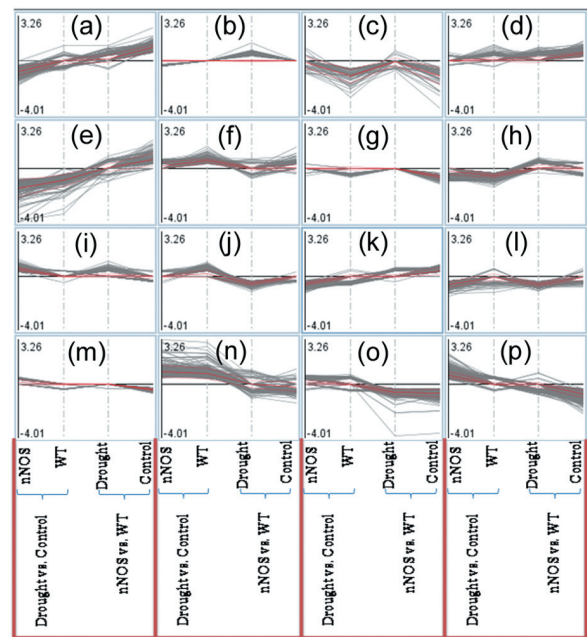 3.26 (a) (b) 3.26 (c) 3.26 (d)
-4.01 -4.01 -4.01 -4.01
3.26 (e) 3.26 (f) 3.26 (g) 3.26 (h)
-4.01 -4.01 -4.01 -4.01
3.26 (i) 3.26 (j) 3.26 (k) 3.26 (l)
-4.01 -4.01 -4.01 -4.01
3.26 (m) 3.26 (n) 3.26 (o) 3.26 (p)
-4.01 -4.01 -4.01 -4.01
nNOS WT Drought Control nNOS WT Drought Control nNOS WT Drought Control nNOS WT Drought Control
Drought vs. Control nNOS vs. WT Drought vs. Control nNOS vs. WT Drought vs. Control nNOS vs. WT Drought vs. Control nNOS vs. WT